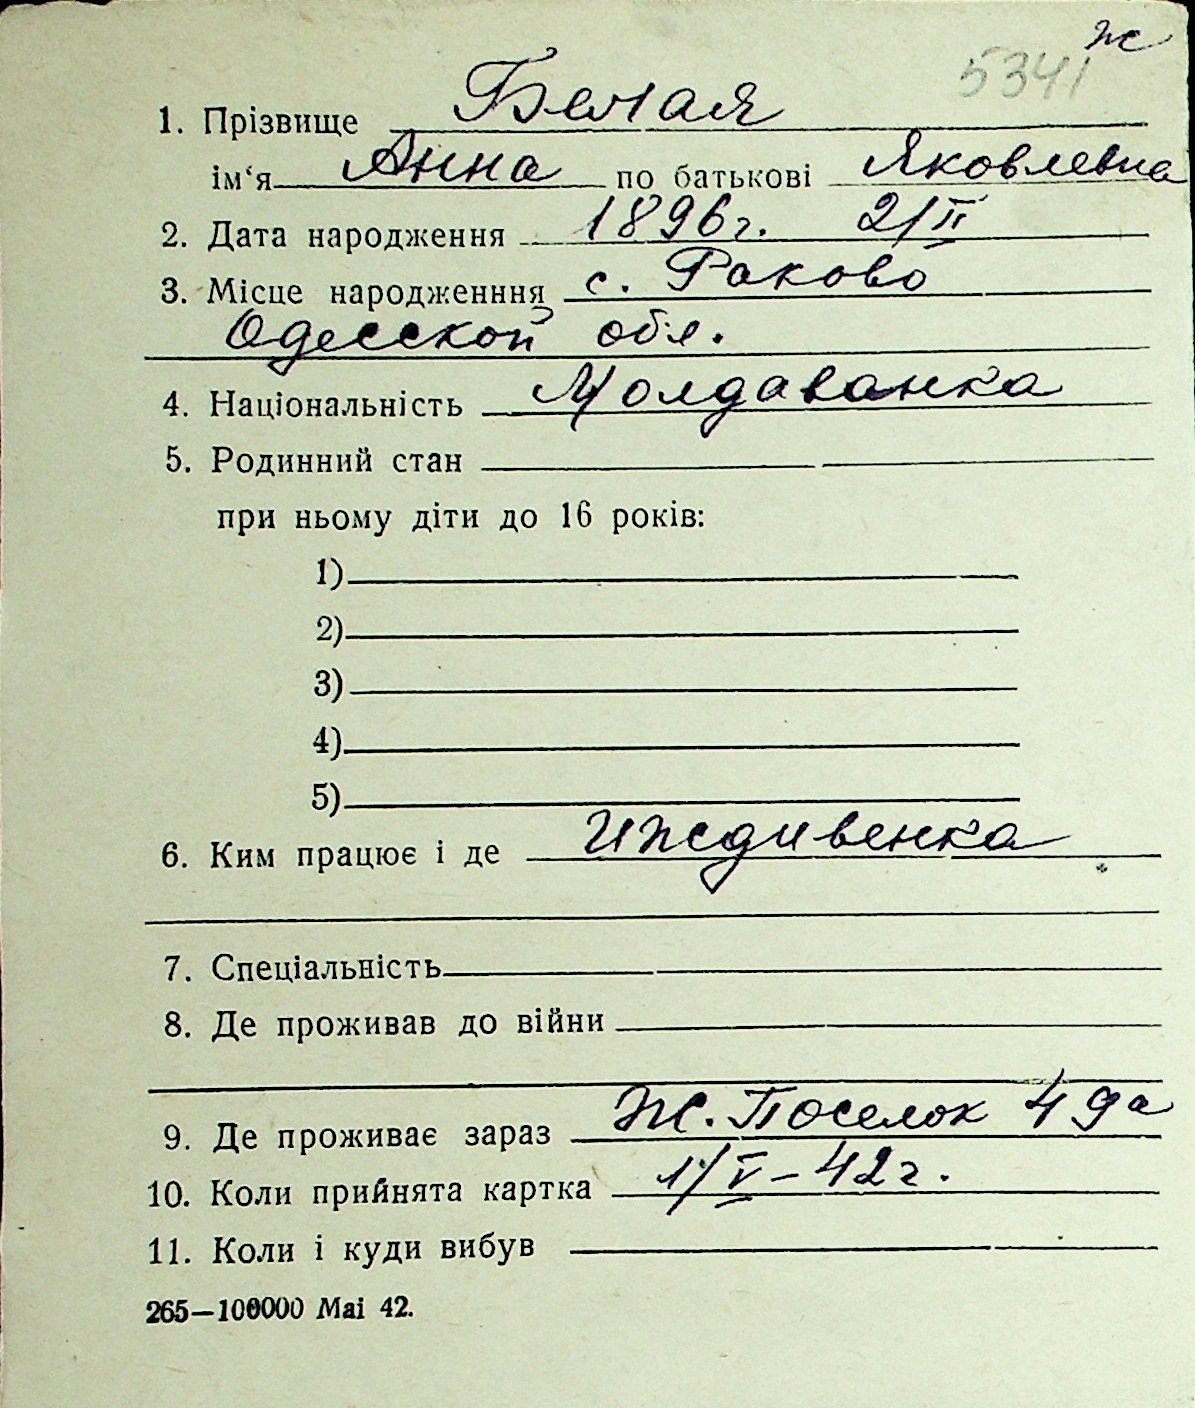 ж
5341
1. Прізвище Белая
ім‘я Анна по батькові Яковлевна
2. Дата народження 1896г. 2/II
3. Місце народженння с. Раково
Одесской обл.
4. Національність Молдаванка
5. Родинний стан
при ньому діти до 16 років:
1)
2)
3)
4)
5)
6. Ким працює і де Иждивенка
7. Спеціальність
8. Де проживав до війни
9. Де проживає зараз Ж. Поселок 49а
10. Коли прийнята картка 1/V–42г.
11. Коли і куди вибув
265—100000 Маі 42.